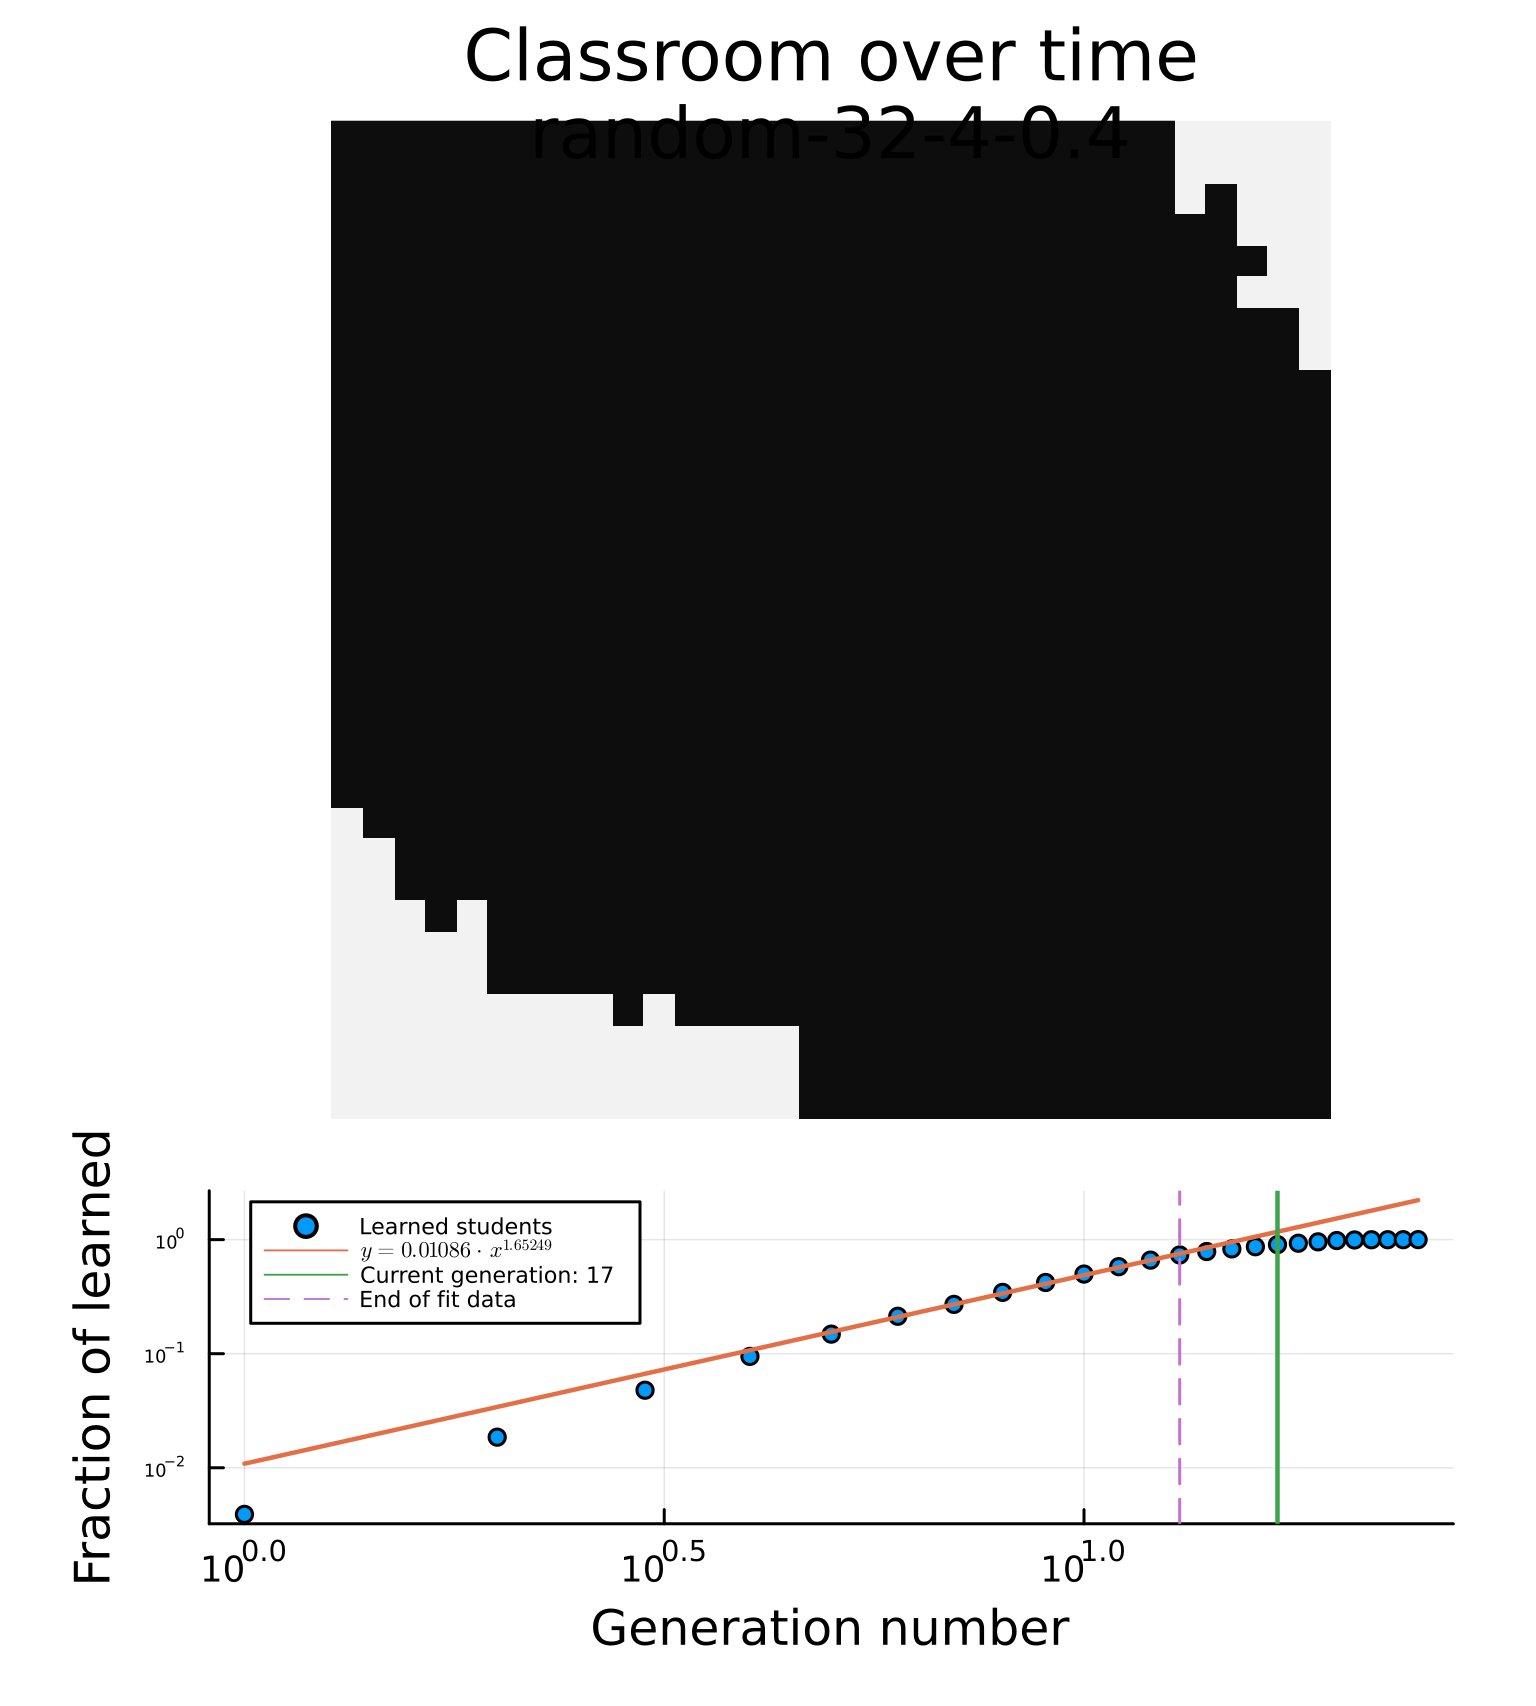 Classroom over time
random-32-4-0.4
Fraction of learned
10⁰
10⁻¹
10⁻²
Learned students
y = 0.01086 · x^1.65249
Current generation: 17
End of fit data
10^0.0
10^0.5
10^1.0
Generation number